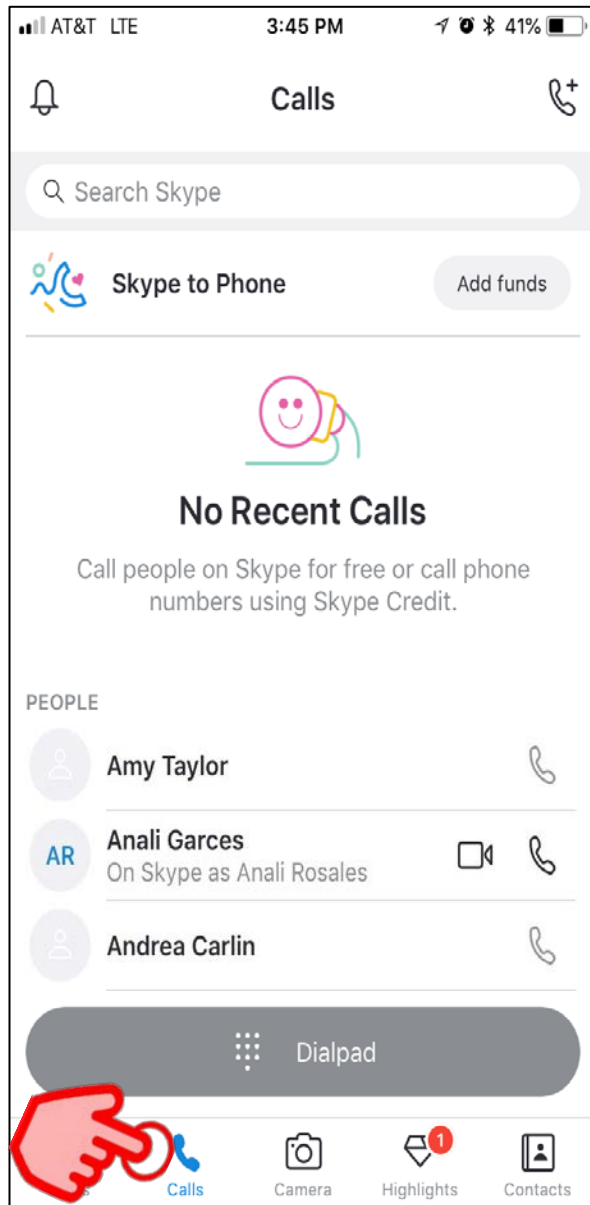 AT&T LTE 3:45 PM 41%
Calls
Search Skype
Skype to Phone Add funds
No Recent Calls
Call people on Skype for free or call phone
numbers using Skype Credit.
PEOPLE
Amy Taylor
AR Anali Garces
On Skype as Anali Rosales
Andrea Carlin
Dialpad
1
Calls Camera Highlights Contacts